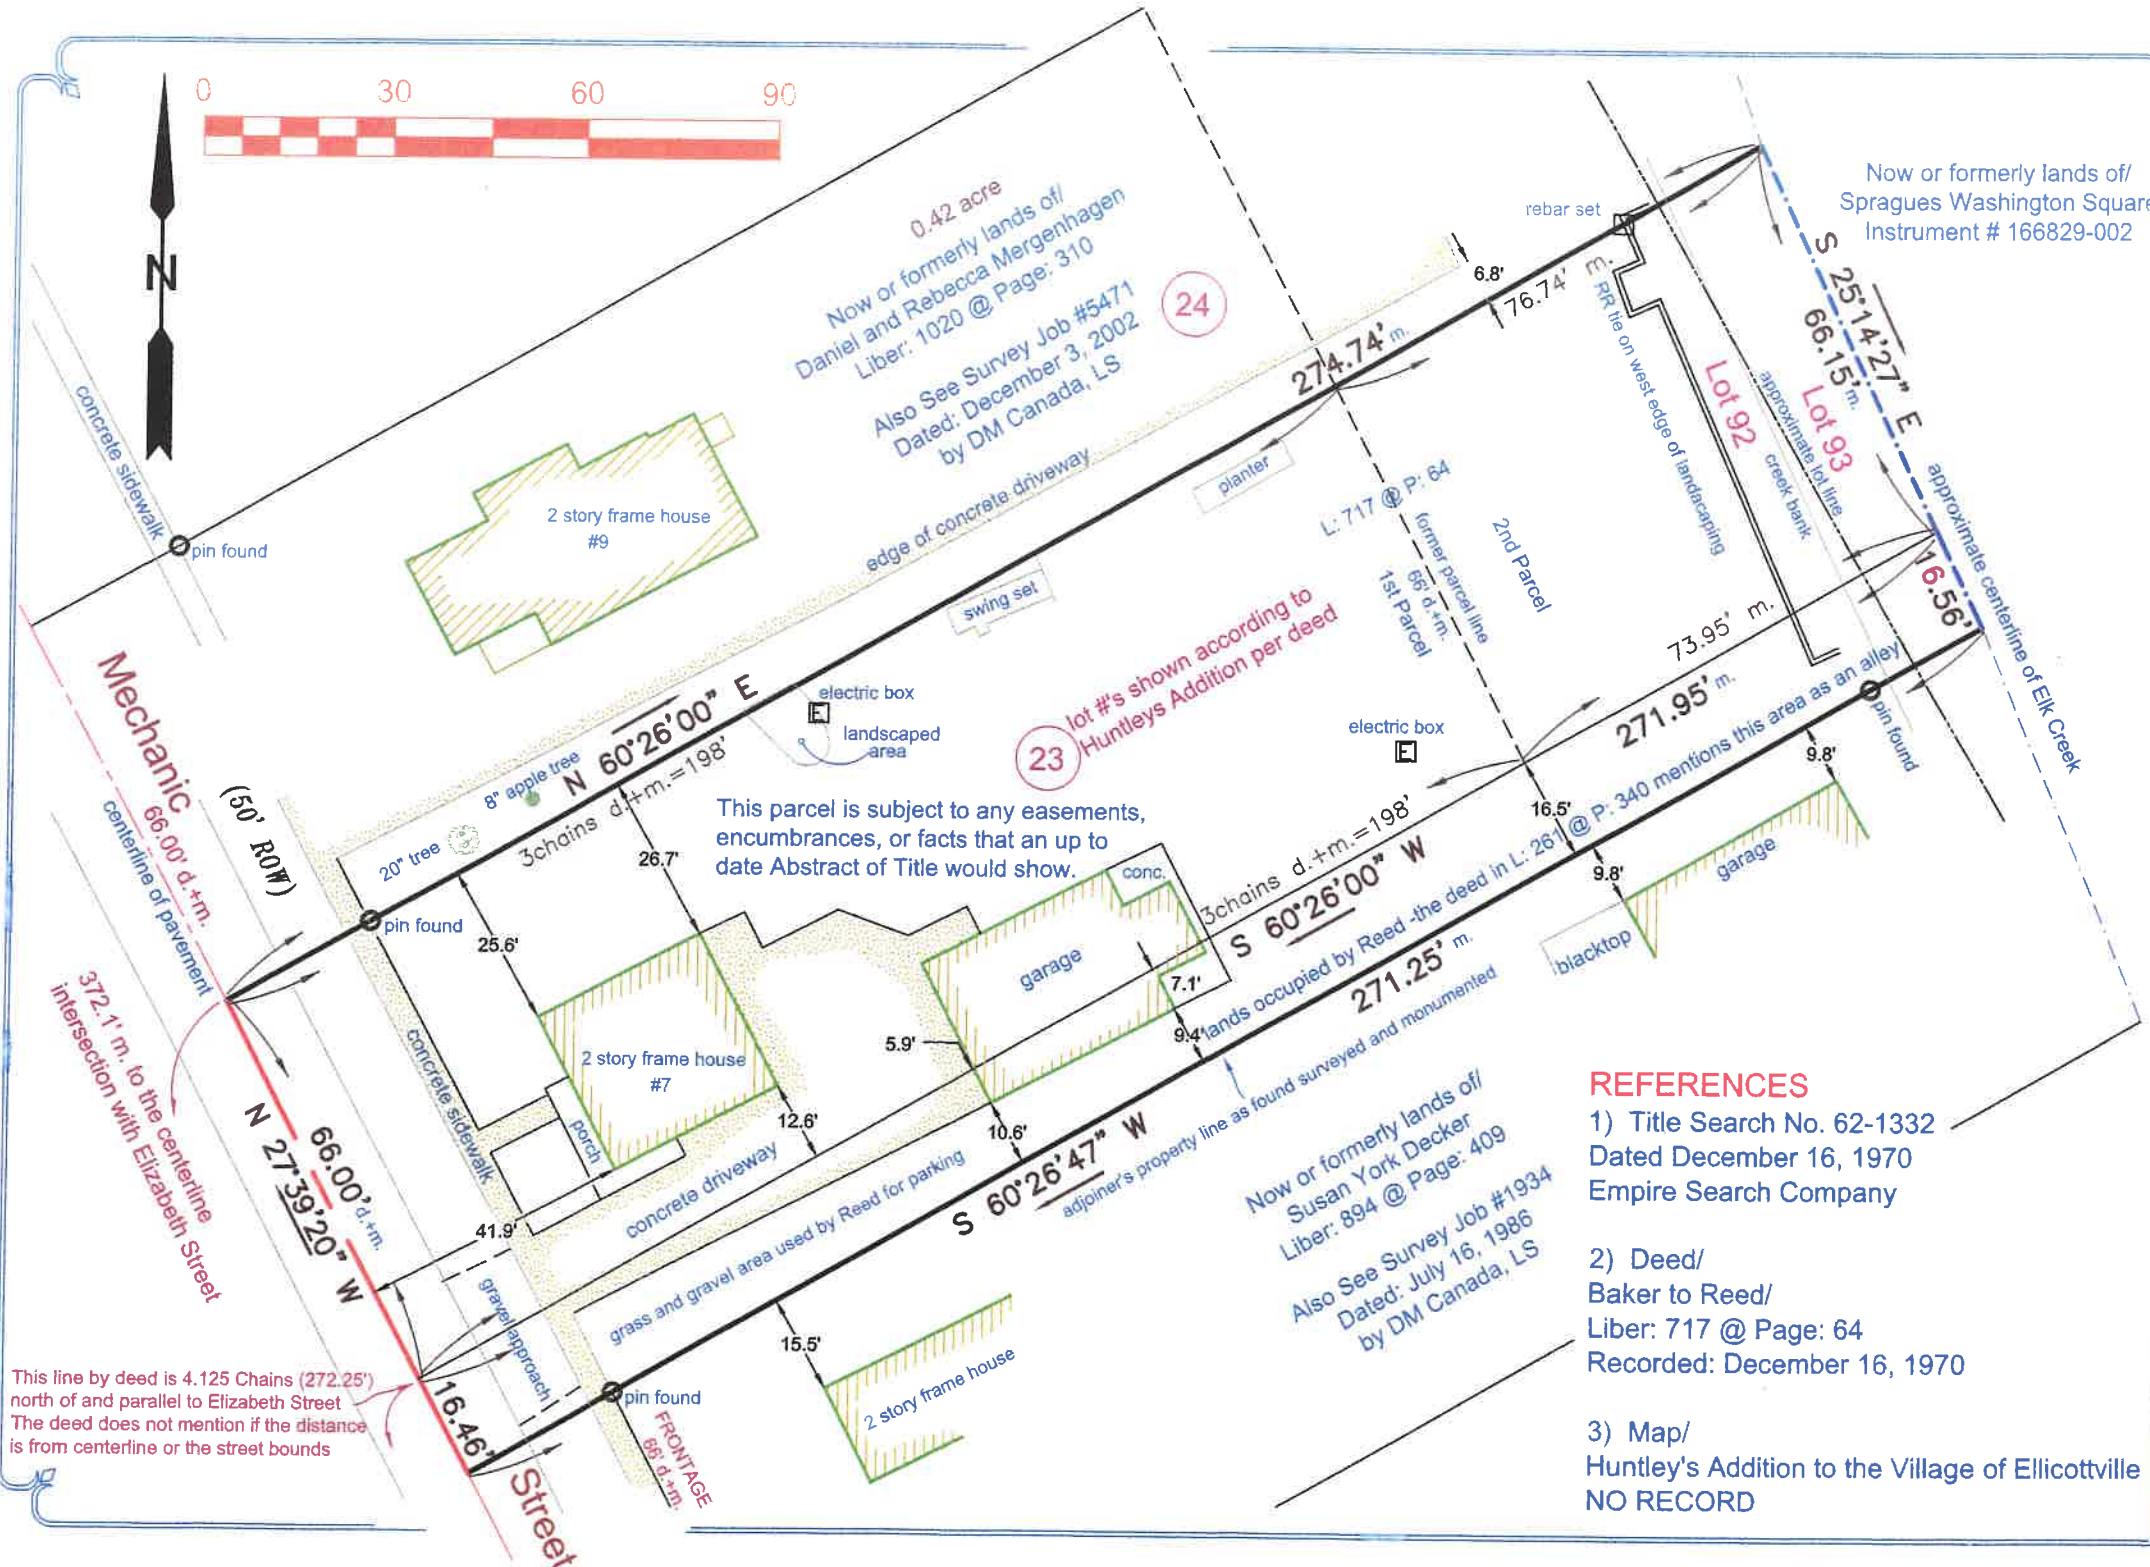 0 30 60 90
N
0.42 acre
Now or formerly lands of/
Daniel and Rebecca Mergenhagen
Liber: 1020 @ Page: 310
Also See Survey Job #5471
Dated: December 3, 2002
by DM Canada, LS
24
rebar set
Now or formerly lands of/
Spragues Washington Square
Instrument # 166829-002
6.8'
76.74' m.
274.74' m.
S 25°14'27" E
66.15' m.
RR tie on west edge of landacaping
Lot 92
approximate lot line
Lot 93
creek bank
approximate centerline of Elk Creek
16.56'
concrete sidewalk
pin found
2 story frame house
#9
edge of concrete driveway
planter
swing set
L: 717 @ P: 64
former parcel line
66' d.+m.
1st Parcel
2nd Parcel
73.95' m.
271.95' m.
pin found
9.8'
lot #'s shown according to
Huntleys Addition per deed
23
electric box
E
landscaped
area
electric box
E
N 60°26'00" E
3chains d.+m.=198'
8" apple tree
20" tree
pin found
Mechanic
66.00' d.+m.
centerline of pavement
(50' ROW)
This parcel is subject to any easements,
encumbrances, or facts that an up to
date Abstract of Title would show.
26.7'
25.6'
conc.
garage
3chains d.+m.=198'
S 60°26'00" W
16.5'
9.8'
garage
blacktop
lands occupied by Reed -the deed in L: 261 @ P: 340 mentions this area as an alley
271.25' m.
7.1'
9.4'
5.9'
10.6'
2 story frame house
#7
12.6'
porch
concrete sidewalk
concrete driveway
41.9'
372.1' m. to the centerline
intersection with Elizabeth Street
N 27°39'20" W
66.00' d.+m.
gravel approach
grass and gravel area used by Reed for parking
S 60°26'47" W
adjoiner's property line as found surveyed and monumented
Now or formerly lands of/
Susan York Decker
Liber: 894 @ Page: 409
Also See Survey Job #1934
Dated: July 16, 1986
by DM Canada, LS
15.5'
2 story frame house
pin found
FRONTAGE
66' d.+m.
16.46'
Street
This line by deed is 4.125 Chains (272.25')
north of and parallel to Elizabeth Street
The deed does not mention if the distance
is from centerline or the street bounds
REFERENCES
1) Title Search No. 62-1332
Dated December 16, 1970
Empire Search Company
2) Deed/
Baker to Reed/
Liber: 717 @ Page: 64
Recorded: December 16, 1970
3) Map/
Huntley's Addition to the Village of Ellicottville
NO RECORD